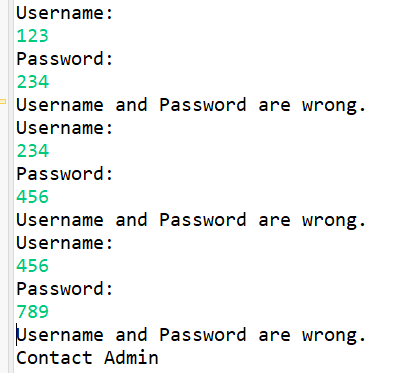 Username:
123
Password:
234
Username and Password are wrong.
Username:
234
Password:
456
Username and Password are wrong.
Username:
456
Password:
789
Username and Password are wrong.
Contact Admin